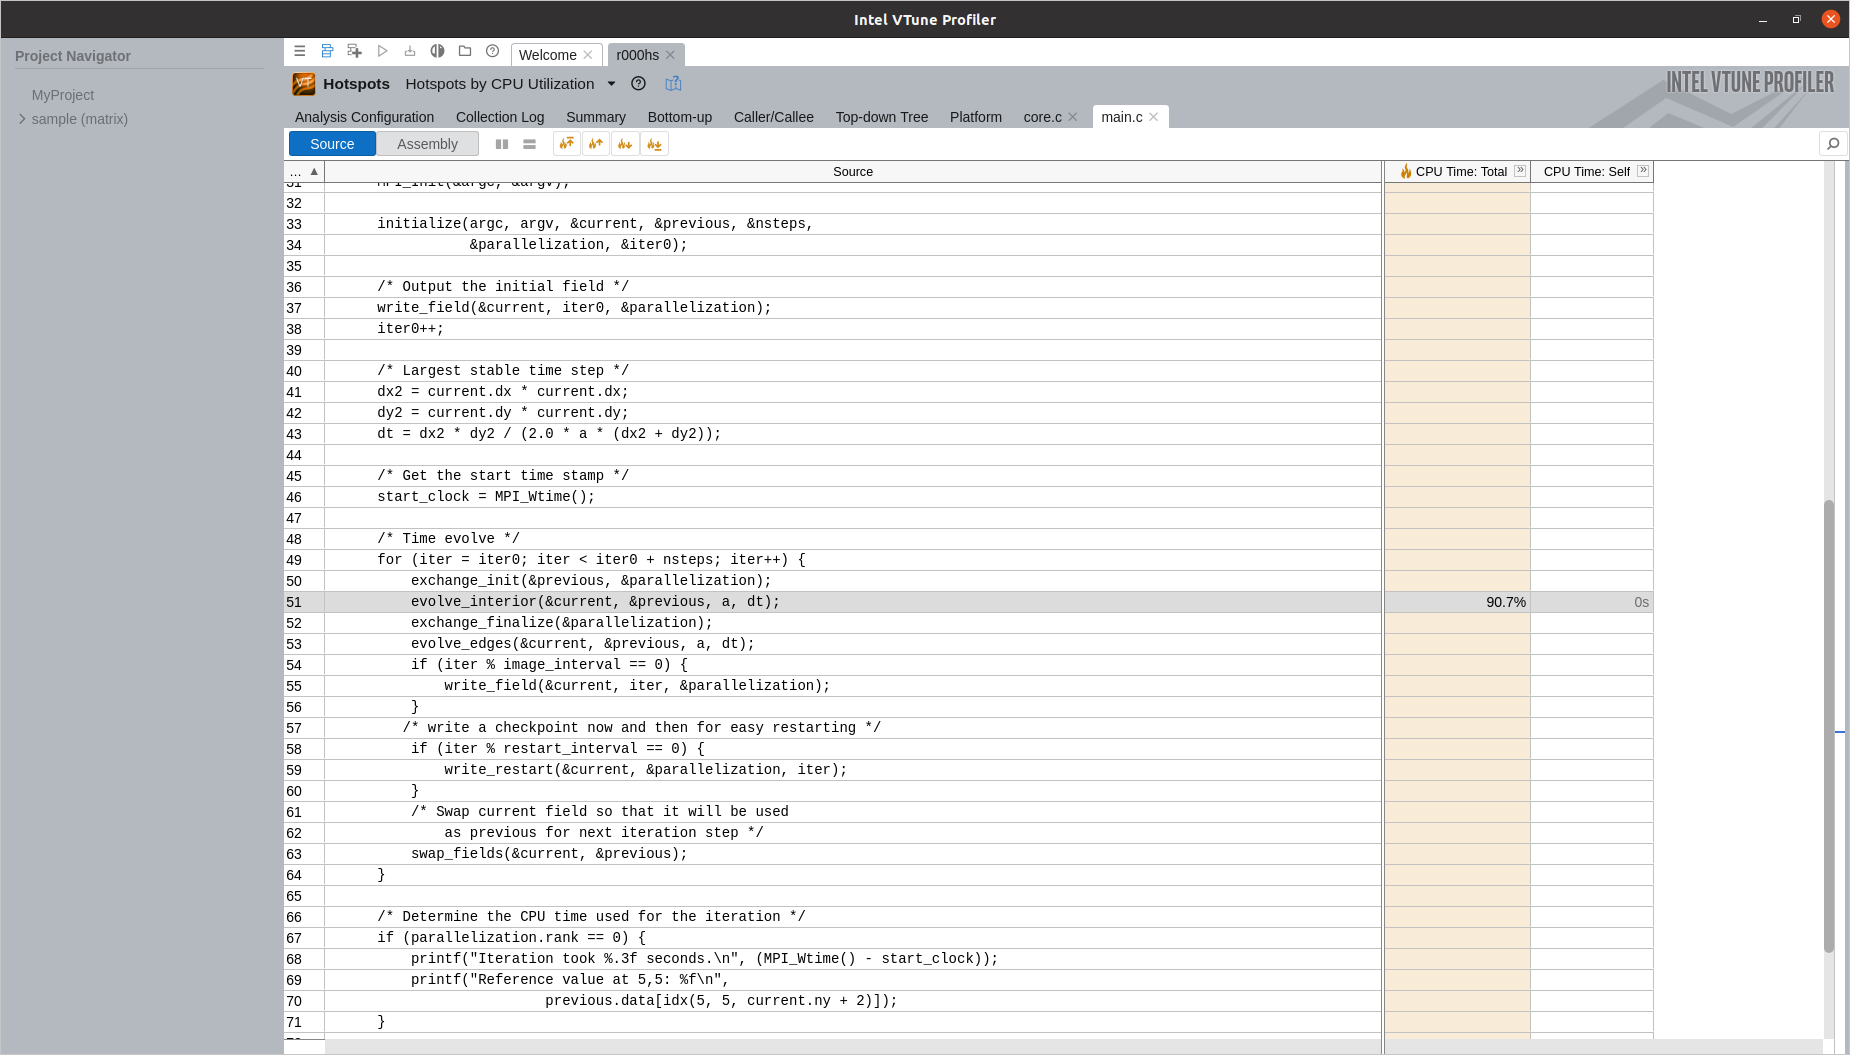 Intel VTune Profiler
Project Navigator
MyProject
sample (matrix)
Welcome
r000hs
Hotspots Hotspots by CPU Utilization
INTEL VTUNE PROFILER
Analysis Configuration Collection Log Summary Bottom-up Caller/Callee Top-down Tree Platform core.c main.c
Source Assembly
... ▲ Source CPU Time: Total CPU Time: Self
31 MPI_Init(&argc, &argv);
32
33 initialize(argc, argv, &current, &previous, &nsteps,
34 &parallelization, &iter0);
35
36 /* Output the initial field */
37 write_field(&current, iter0, &parallelization);
38 iter0++;
39
40 /* Largest stable time step */
41 dx2 = current.dx * current.dx;
42 dy2 = current.dy * current.dy;
43 dt = dx2 * dy2 / (2.0 * a * (dx2 + dy2));
44
45 /* Get the start time stamp */
46 start_clock = MPI_Wtime();
47
48 /* Time evolve */
49 for (iter = iter0; iter < iter0 + nsteps; iter++) {
50 exchange_init(&previous, &parallelization);
51 evolve_interior(&current, &previous, a, dt); 90.7% 0s
52 exchange_finalize(&parallelization);
53 evolve_edges(&current, &previous, a, dt);
54 if (iter % image_interval == 0) {
55 write_field(&current, iter, &parallelization);
56 }
57 /* write a checkpoint now and then for easy restarting */
58 if (iter % restart_interval == 0) {
59 write_restart(&current, &parallelization, iter);
60 }
61 /* Swap current field so that it will be used
62 as previous for next iteration step */
63 swap_fields(&current, &previous);
64 }
65
66 /* Determine the CPU time used for the iteration */
67 if (parallelization.rank == 0) {
68 printf("Iteration took %.3f seconds.\n", (MPI_Wtime() - start_clock));
69 printf("Reference value at 5,5: %f\n",
70 previous.data[idx(5, 5, current.ny + 2)]);
71 }